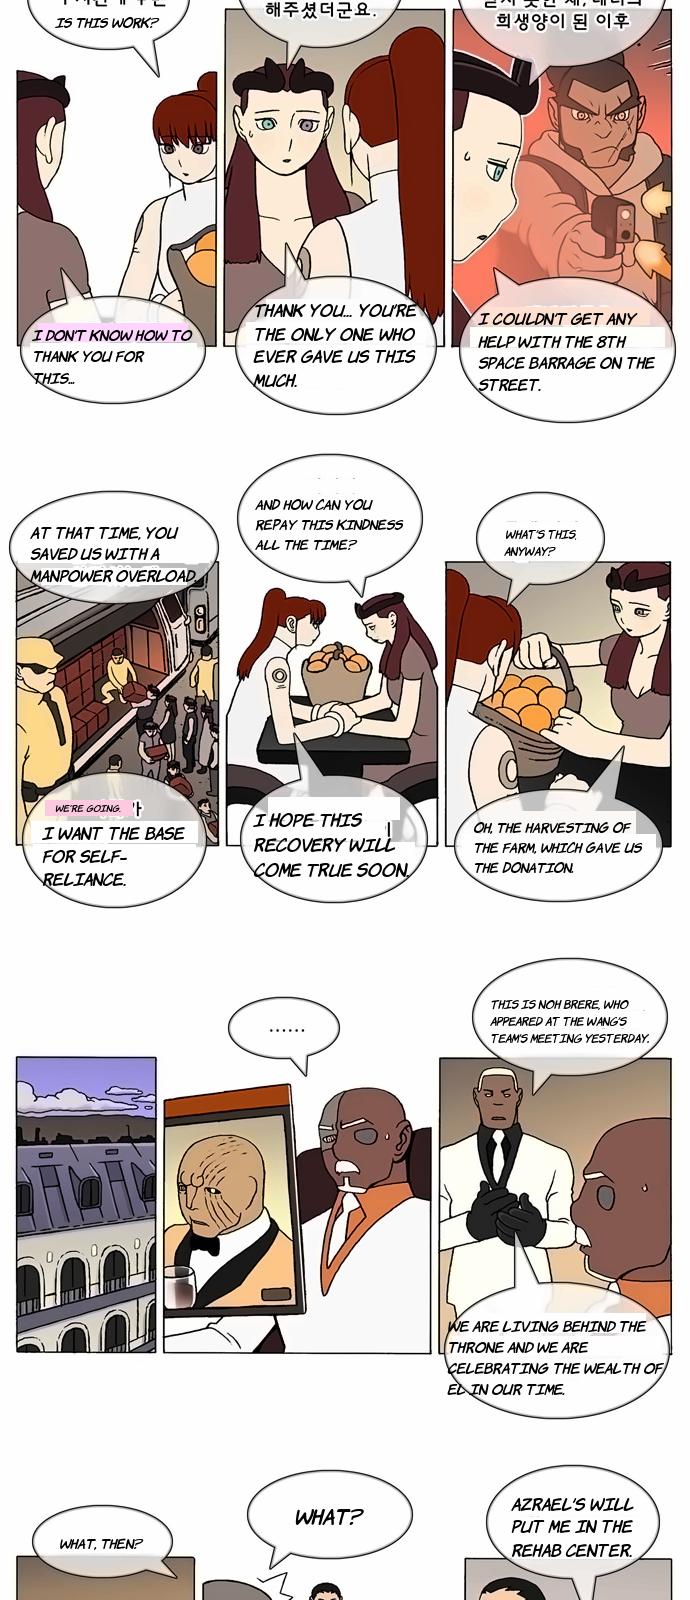 IS THIS WORK?
해주셨더군요.
희생양이 된 이후
I DON'T KNOW HOW TO
THANK YOU FOR
THIS...
THANK YOU... YOU'RE
THE ONLY ONE WHO
EVER GAVE US THIS
MUCH.
I COULDN'T GET ANY
HELP WITH THE 8TH
SPACE BARRAGE ON THE
STREET.
AT THAT TIME, YOU
SAVED US WITH A
MANPOWER OVERLOAD.
AND HOW CAN YOU
REPAY THIS KINDNESS
ALL THE TIME?
WHAT'S THIS,
ANYWAY?
WE'RE GOING.
I WANT THE BASE
FOR SELF-
RELIANCE.
I HOPE THIS
RECOVERY WILL
COME TRUE SOON.
OH, THE HARVESTING OF
THE FARM, WHICH GAVE US
THE DONATION.
......
THIS IS NOH BRERE, WHO
APPEARED AT THE WANG'S
TEAM'S MEETING YESTERDAY.
WE ARE LIVING BEHIND THE
THRONE AND WE ARE
CELEBRATING THE WEALTH OF
EL IN OUR TIME.
WHAT, THEN?
WHAT?
AZRAEL'S WILL
PUT ME IN THE
REHAB CENTER.